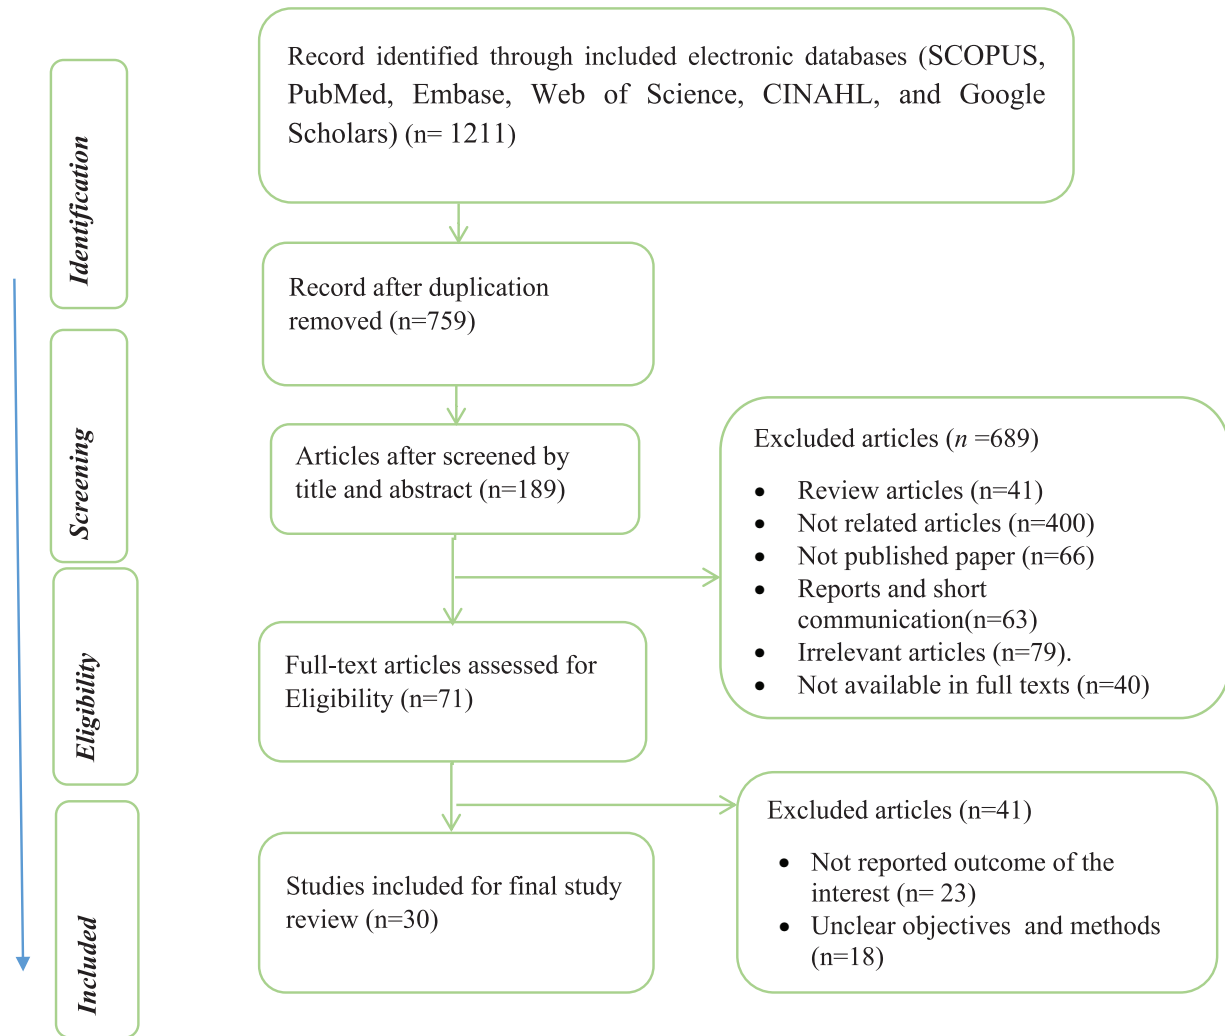 Record identified through included electronic databases (SCOPUS,
PubMed, Embase, Web of Science, CINAHL, and Google
Scholars) (n= 1211)
Identification
Record after duplication
removed (n=759)
Screening
Articles after screened by
title and abstract (n=189)
Excluded articles (n =689)
• Review articles (n=41)
• Not related articles (n=400)
• Not published paper (n=66)
• Reports and short
communication(n=63)
• Irrelevant articles (n=79).
• Not available in full texts (n=40)
Eligibility
Full-text articles assessed for
Eligibility (n=71)
Excluded articles (n=41)
• Not reported outcome of the
interest (n= 23)
• Unclear objectives and methods
(n=18)
Included
Studies included for final study
review (n=30)